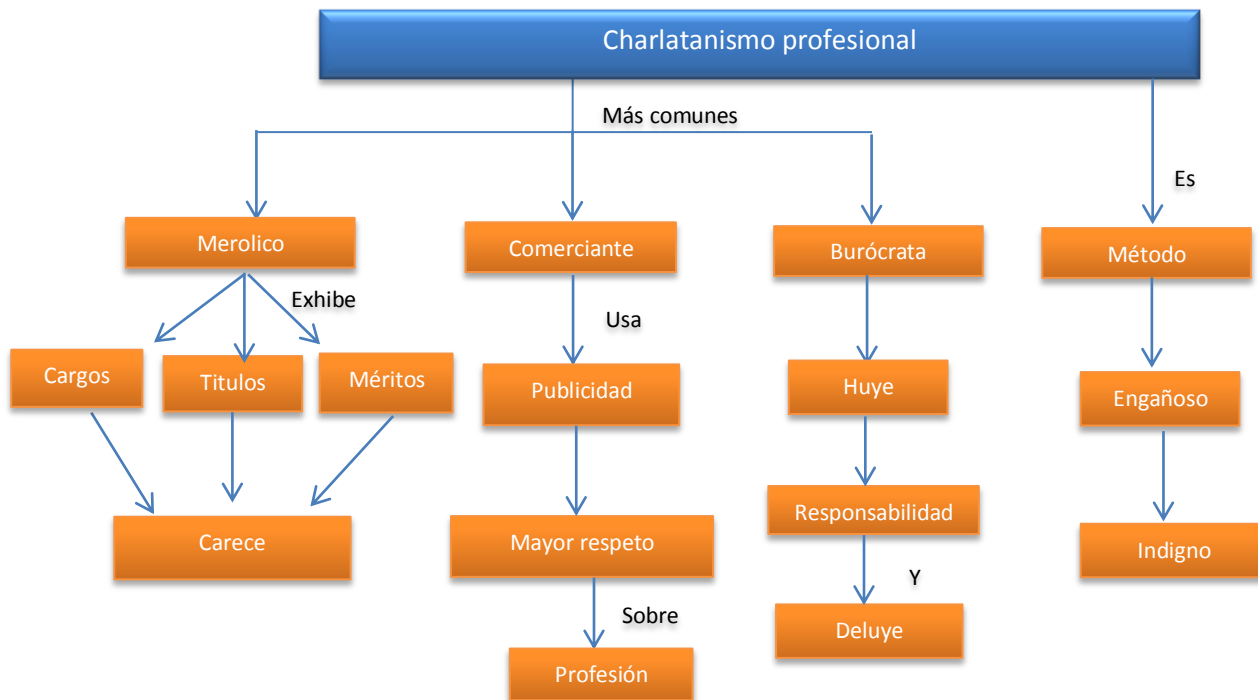 Charlatanismo profesional
Más comunes
Es
Merolico
Comerciante
Burócrata
Método
Exhibe
Usa
Cargos
Titulos
Méritos
Publicidad
Huye
Engañoso
Carece
Mayor respeto
Responsabilidad
Indigno
Sobre
Y
Profesión
Deluye